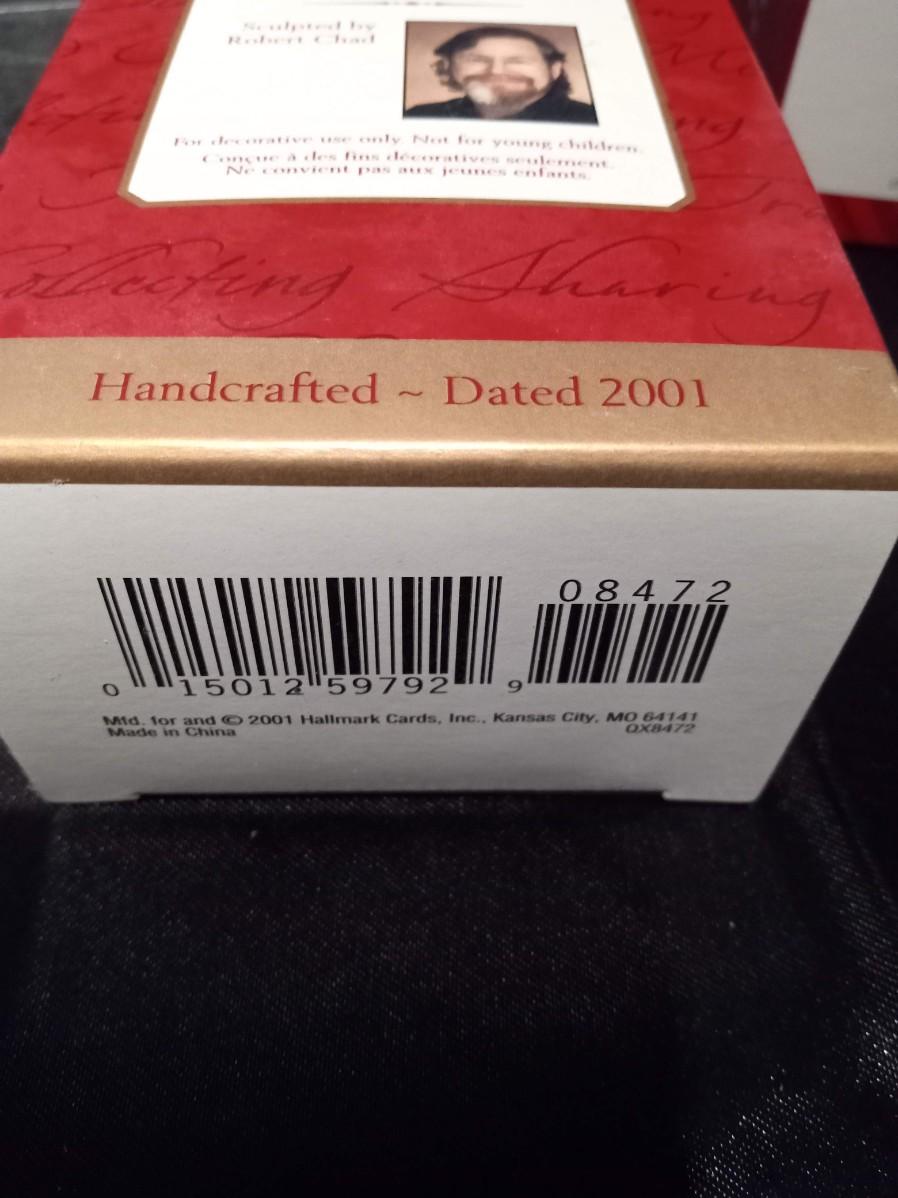 Sculpted by
Robert Chad
For decorative use only. Not for young children.
Conçue à des fins décoratives seulement.
Ne convient pas aux jeunes enfants.
Collecting Sharing
Handcrafted ~ Dated 2001
08472
0 15012 59792 9
Mfd. for and © 2001 Hallmark Cards, Inc., Kansas City, MO 64141
Made in China QX8472